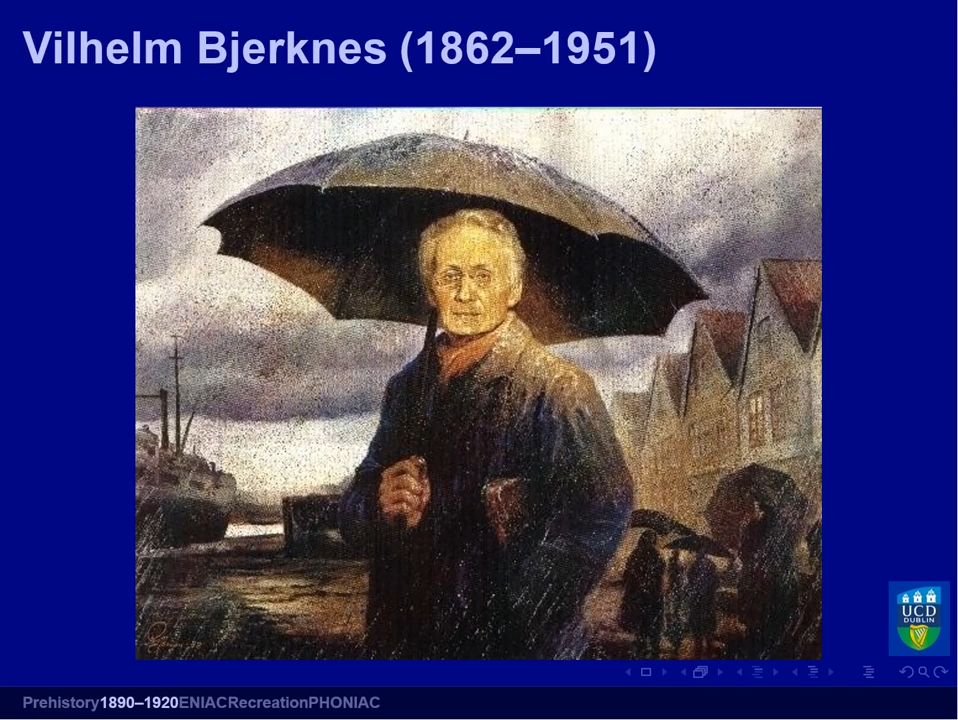 Vilhelm Bjerknes (1862–1951)
UCD
DUBLIN
Prehistory1890–1920ENIACRecreationPHONIAC